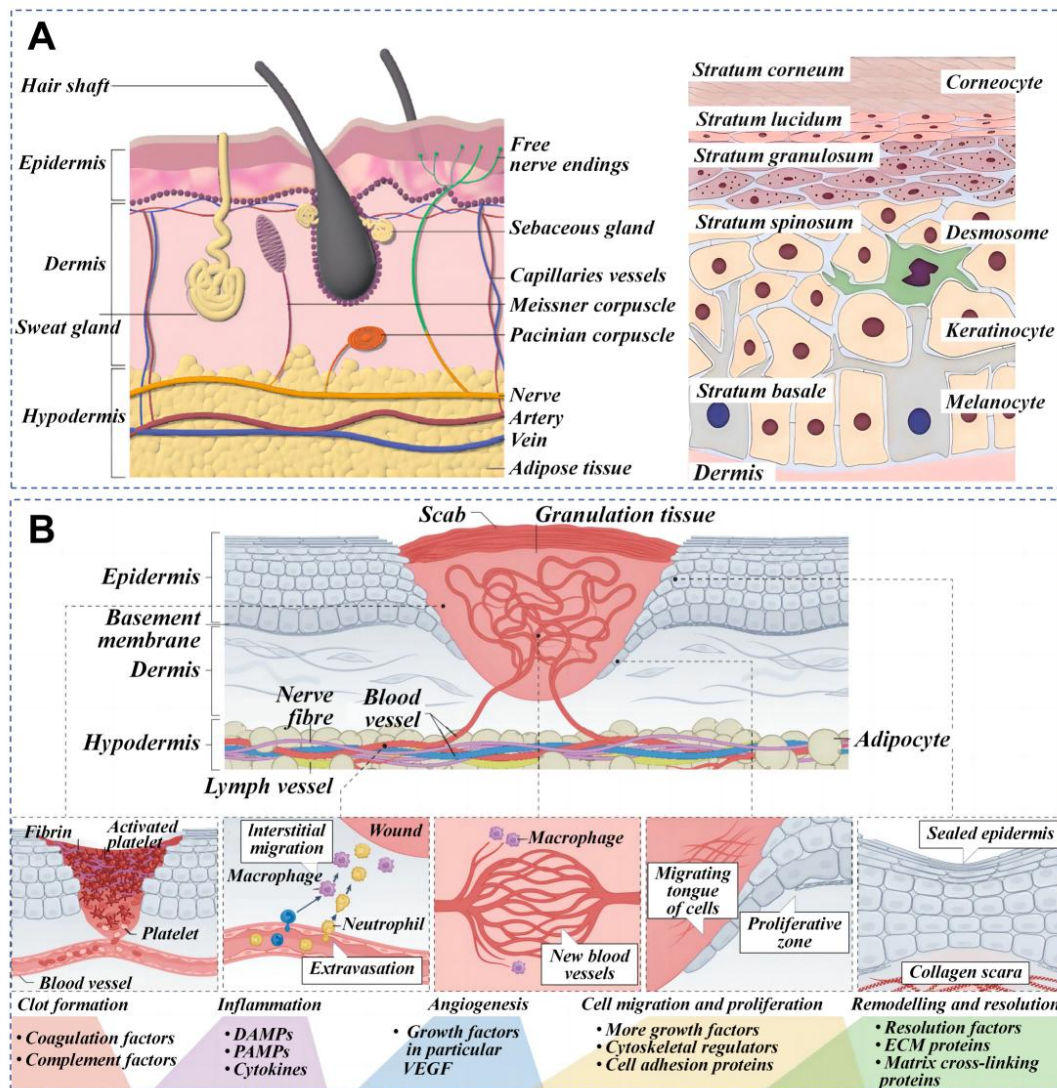 A
Hair shaft
Epidermis
Dermis
Sweat gland
Hypodermis
Free
nerve endings
Sebaceous gland
Capillaries vessels
Meissner corpuscle
Pacinian corpuscle
Nerve
Artery
Vein
Adipose tissue
Stratum corneum
Corneocyte
Stratum lucidum
Stratum granulosum
Stratum spinosum
Desmosome
Keratinocyte
Stratum basale
Melanocyte
Dermis
B
Scab
Granulation tissue
Epidermis
Basement
membrane
Dermis
Nerve
fibre
Blood
vessel
Hypodermis
Adipocyte
Lymph vessel
Fibrin
Activated
platelet
Platelet
Blood vessel
Interstitial
migration
Wound
Macrophage
Neutrophil
Extravasation
Macrophage
New blood
vessels
Migrating
tongue
of cells
Proliferative
zone
Sealed epidermis
Collagen scara
Clot formation
• Coagulation factors
• Complement factors
Inflamnation
• DAMPs
• PAMPs
• Cytokines
Angiogenesis
• Growth factors
in particular
VEGF
Cell migration and proliferation
• More growth factors
• Cytoskeletal regulators
• Cell adhesion proteins
Remodelling and resolution
• Resolution factors
• ECM proteins
• Matrix cross-linking
proteins